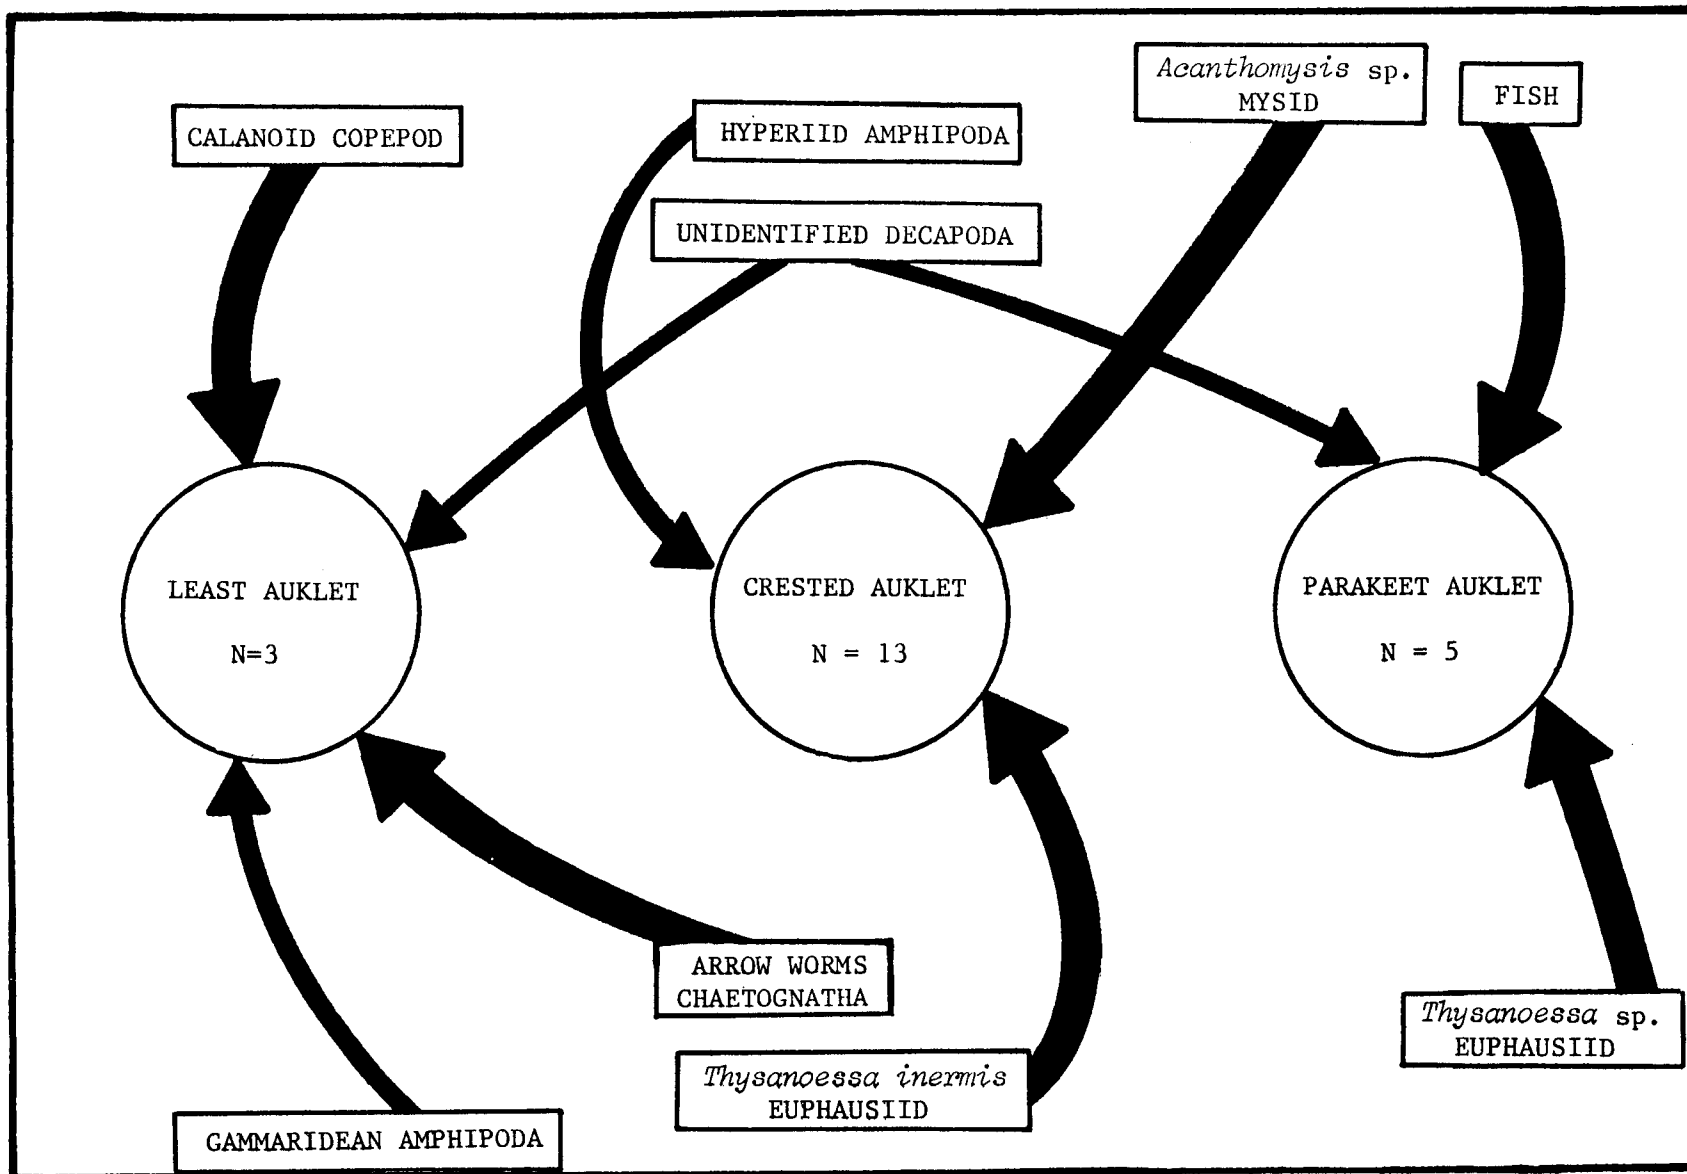 Acanthomysis sp.
MYSID
FISH
CALANOID COPEPOD
HYPERIID AMPHIPODA
UNIDENTIFIED DECAPODA
LEAST AUKLET
N=3
CRESTED AUKLET
N = 13
PARAKEET AUKLET
N = 5
ARROW WORMS
CHAETOGNATHA
Thysanoessa sp.
EUPHAUSIID
Thysanoessa inermis
EUPHAUSIID
GAMMARIDEAN AMPHIPODA